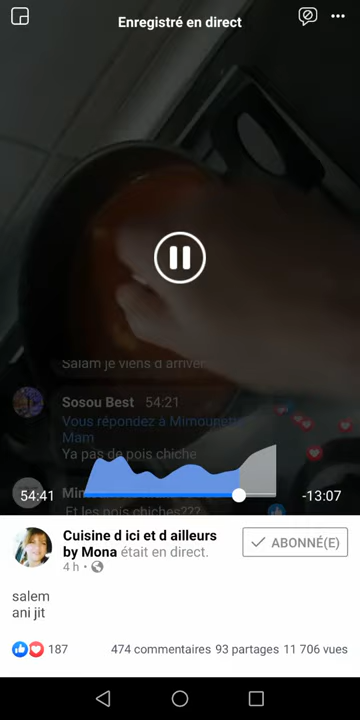 Enregistré en direct
Salam je viens d arriver
Sosou Best 54:21
Vous répondez à Mimounette
Mam
Ya pas de pois chiche
54:41
-13:07
Et les pois chiches???
Cuisine d ici et d ailleurs
by Mona était en direct.
4 h
ABONNÉ(E)
salem
ani jit
187
474 commentaires 93 partages 11 706 vues